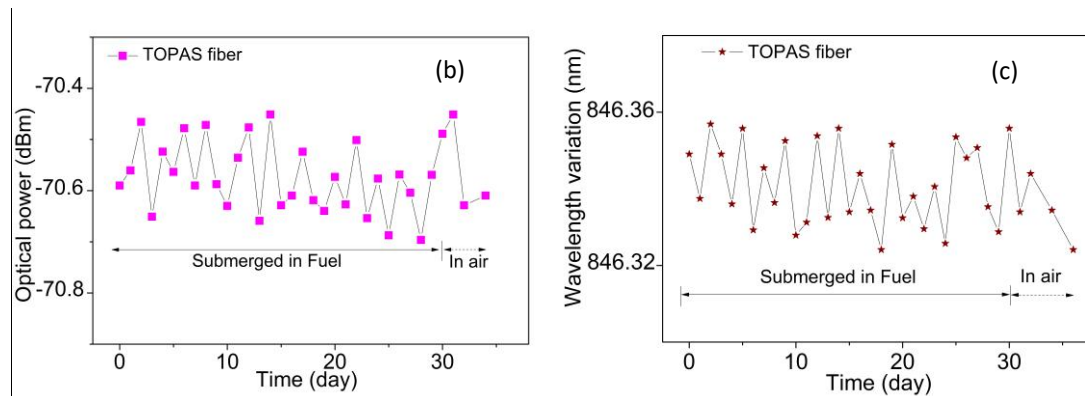 TOPAS fiber
(b)
-70.4
-70.6
-70.8
Optical power (dBm)
Submerged in Fuel
In air
0
10
20
30
Time (day)
TOPAS fiber
(c)
846.36
846.32
Wavelength variation (nm)
Submerged in Fuel
In air
0
10
20
30
Time (day)